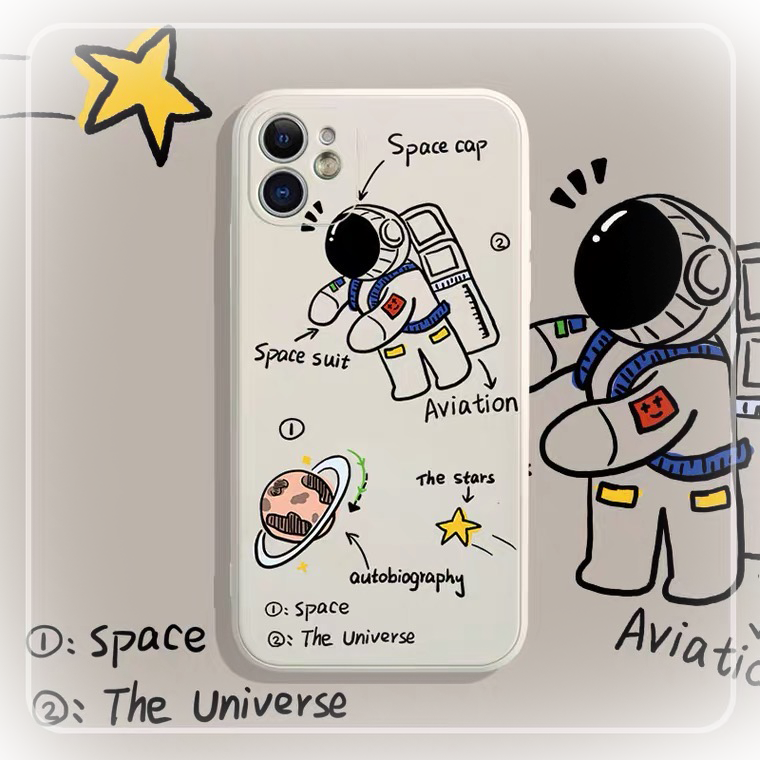 Space cap
②
Space suit
Aviation
①
The stars
autobiography
①: Space
②: The Universe
Aviatio
①: Space
②: The Universe